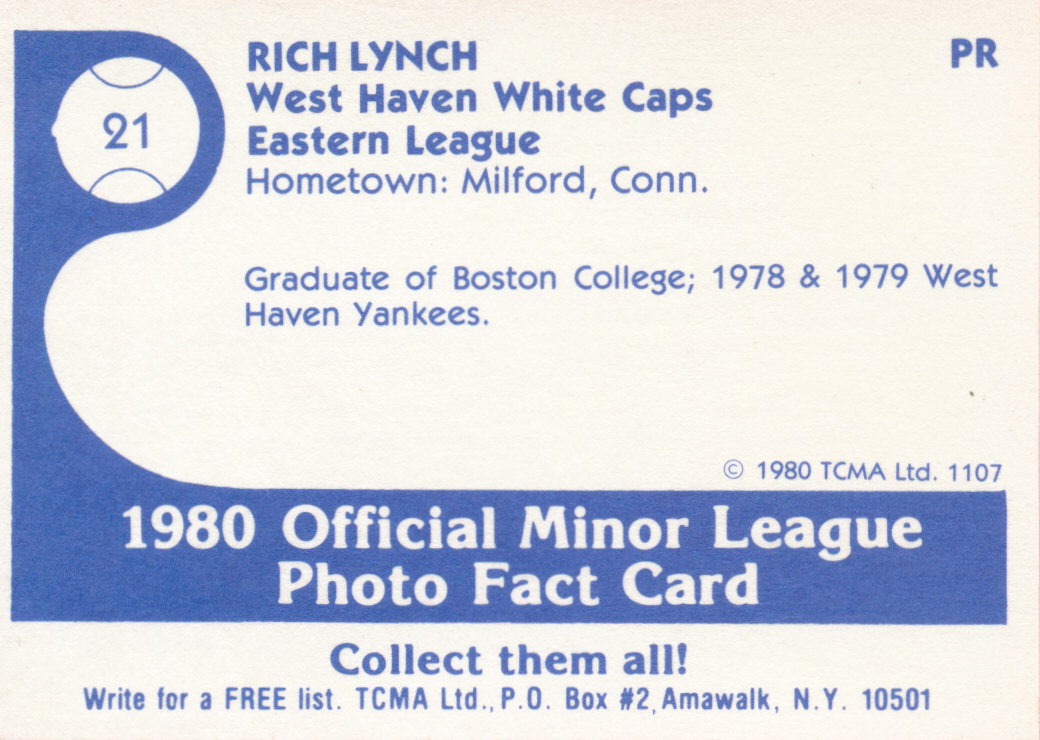 21
RICH LYNCH
PR
West Haven White Caps
Eastern League
Hometown: Milford, Conn.
Graduate of Boston College; 1978 & 1979 West
Haven Yankees.
© 1980 TCMA Ltd. 1107
1980 Official Minor League
Photo Fact Card
Collect them all!
Write for a FREE list. TCMA Ltd., P.O. Box #2, Amawalk, N.Y. 10501